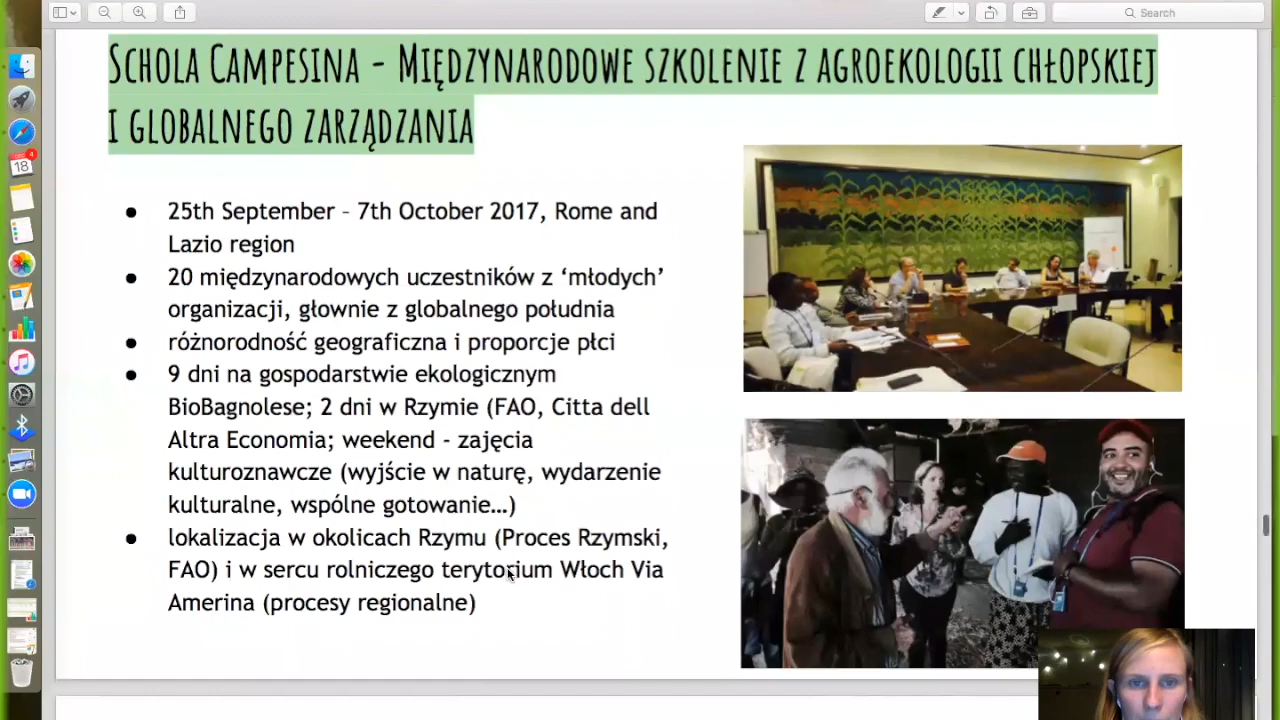 Search
SCHOLA CAMPESINA - MIĘDZYNARODOWE SZKOLENIE Z AGROEKOLOGII CHŁOPSKIEJ
I GLOBALNEGO ZARZĄDZANIA
● 25th September – 7th October 2017, Rome and
Lazio region
● 20 międzynarodowych uczestników z ‘młodych’
organizacji, głownie z globalnego południa
● różnorodność geograficzna i proporcje płci
● 9 dni na gospodarstwie ekologicznym
BioBagnolese; 2 dni w Rzymie (FAO, Citta dell
Altra Economia; weekend - zajęcia
kulturoznawcze (wyjście w naturę, wydarzenie
kulturalne, wspólne gotowanie…)
● lokalizacja w okolicach Rzymu (Proces Rzymski,
FAO) i w sercu rolniczego terytorium Włoch Via
Amerina (procesy regionalne)
4
18